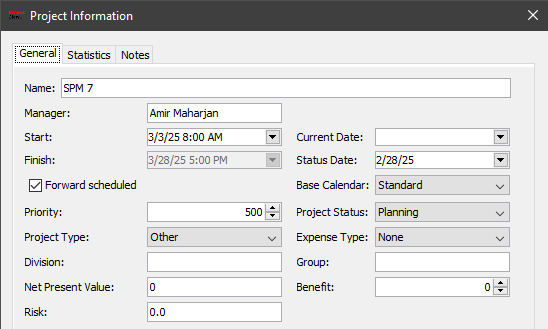 Project Information
General Statistics Notes
Name: SPM 7
Manager: Amir Maharjan
Start: 3/3/25 8:00 AM Current Date:
Finish: 3/28/25 5:00 PM Status Date: 2/28/25
Forward scheduled Base Calendar: Standard
Priority: 500 Project Status: Planning
Project Type: Other Expense Type: None
Division: Group:
Net Present Value: 0 Benefit: 0
Risk: 0.0